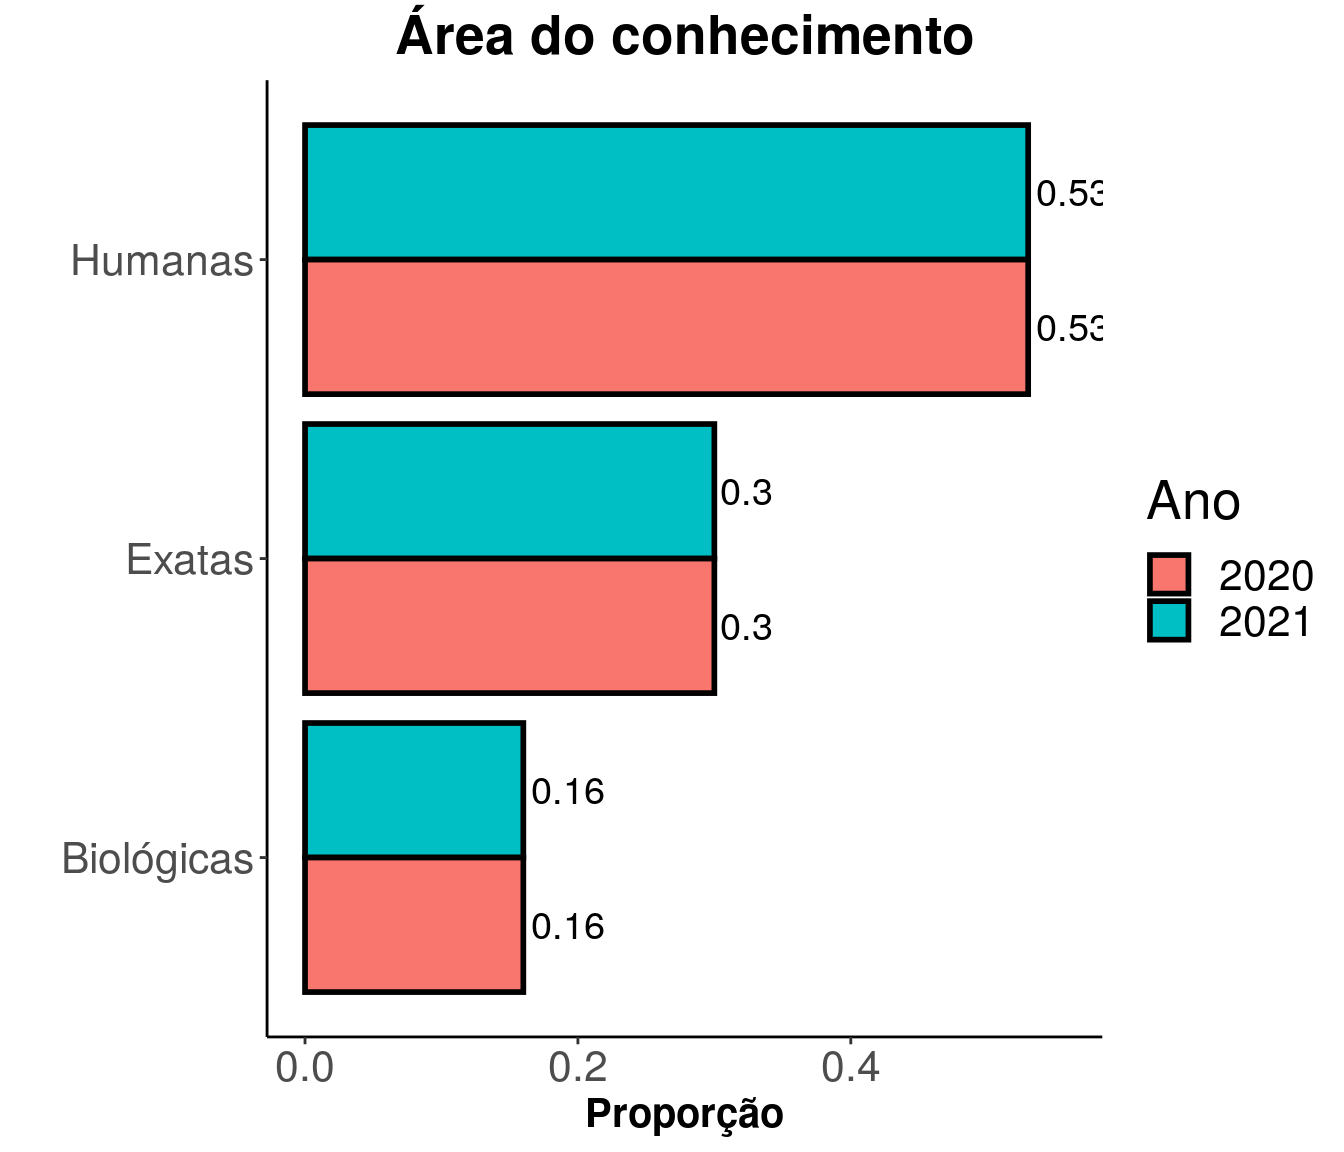 Área do conhecimento
Humanas
0.53
0.53
Exatas
0.3
0.3
Biológicas
0.16
0.16
0.0 0.2 0.4
Proporção
Ano
2020
2021